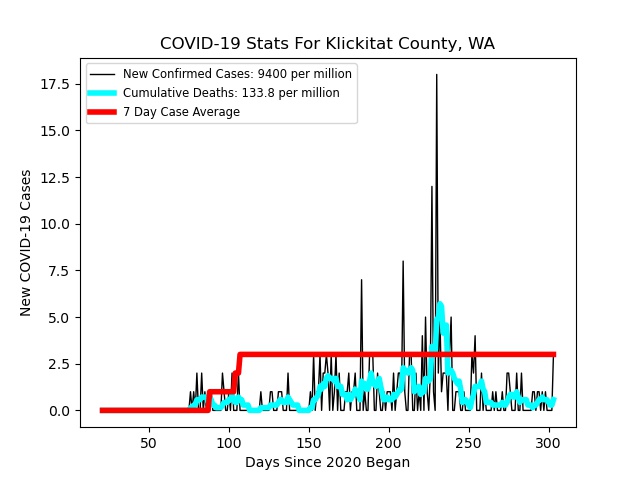 COVID-19 Stats For Klickitat County, WA
New Confirmed Cases: 9400 per million
Cumulative Deaths: 133.8 per million
7 Day Case Average
New COVID-19 Cases
17.5
15.0
12.5
10.0
7.5
5.0
2.5
0.0
50 100 150 200 250 300
Days Since 2020 Began